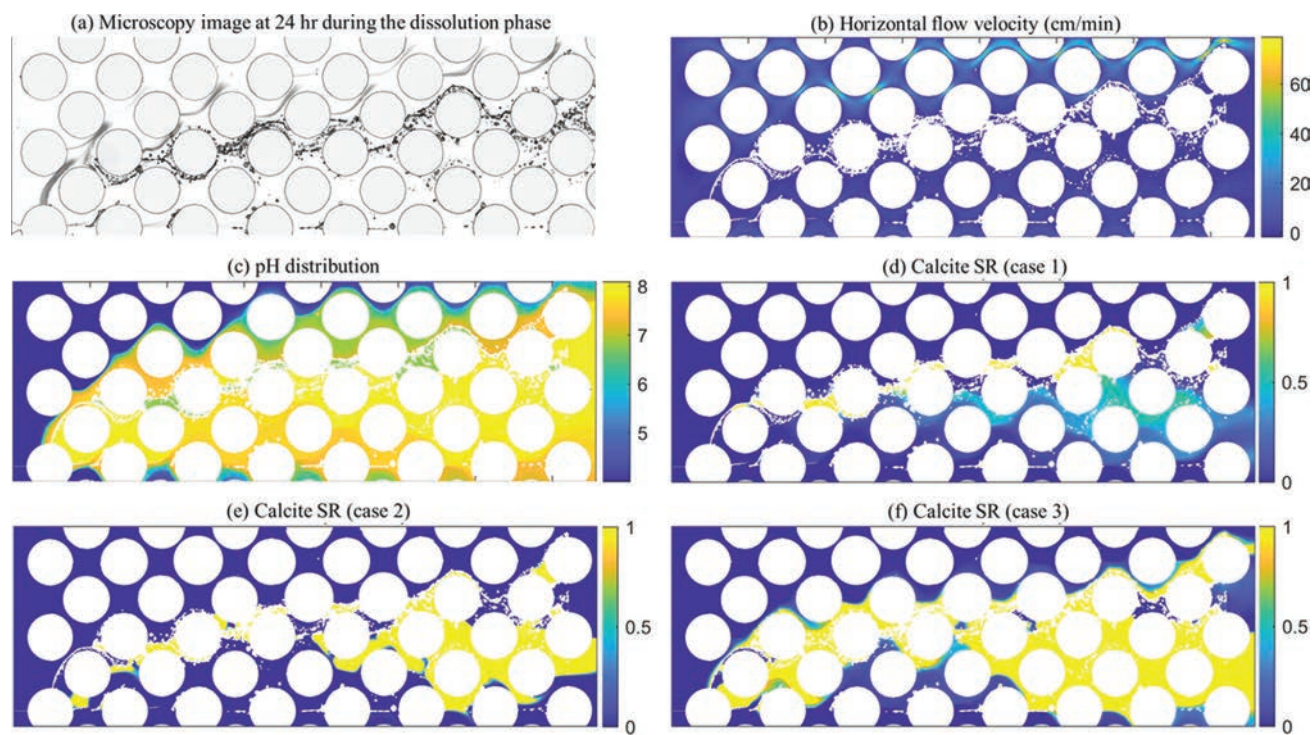 (a) Microscopy image at 24 hr during the dissolution phase
(b) Horizontal flow velocity (cm/min)
60
40
20
0
(c) pH distribution
8
7
6
5
(d) Calcite SR (case 1)
1
0.5
0
(e) Calcite SR (case 2)
1
0.5
0
(f) Calcite SR (case 3)
1
0.5
0